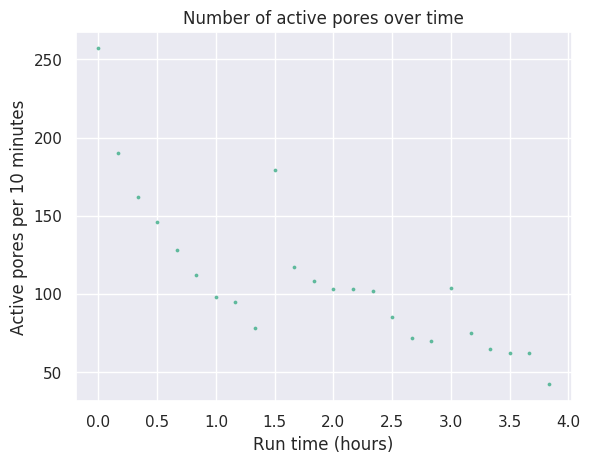 Number of active pores over time
Active pores per 10 minutes
250
200
150
100
50
0.0 0.5 1.0 1.5 2.0 2.5 3.0 3.5 4.0
Run time (hours)